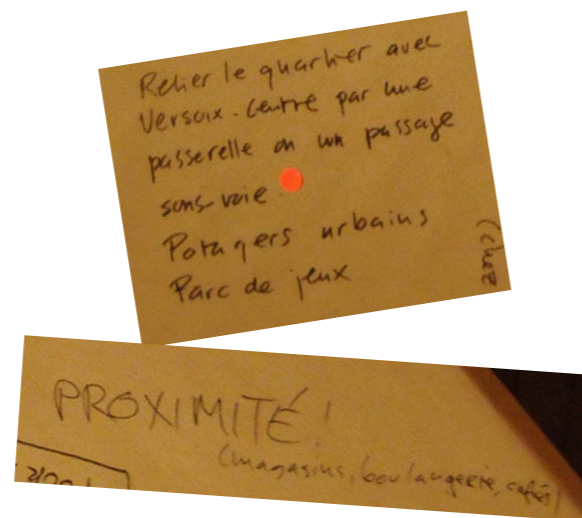 Relier le quartier avec
Versoix-centre par une
passerelle ou un passage
sous-voie.
Potagers urbains
Parc de jeux
(chez
PROXIMITÉ!
(magasins, boulangerie, cafés)